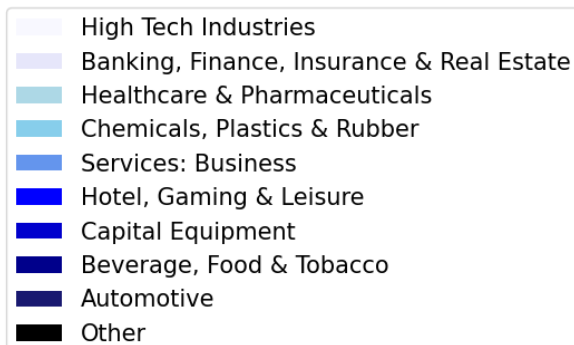 High Tech Industries
Banking, Finance, Insurance & Real Estate
Healthcare & Pharmaceuticals
Chemicals, Plastics & Rubber
Services: Business
Hotel, Gaming & Leisure
Capital Equipment
Beverage, Food & Tobacco
Automotive
Other